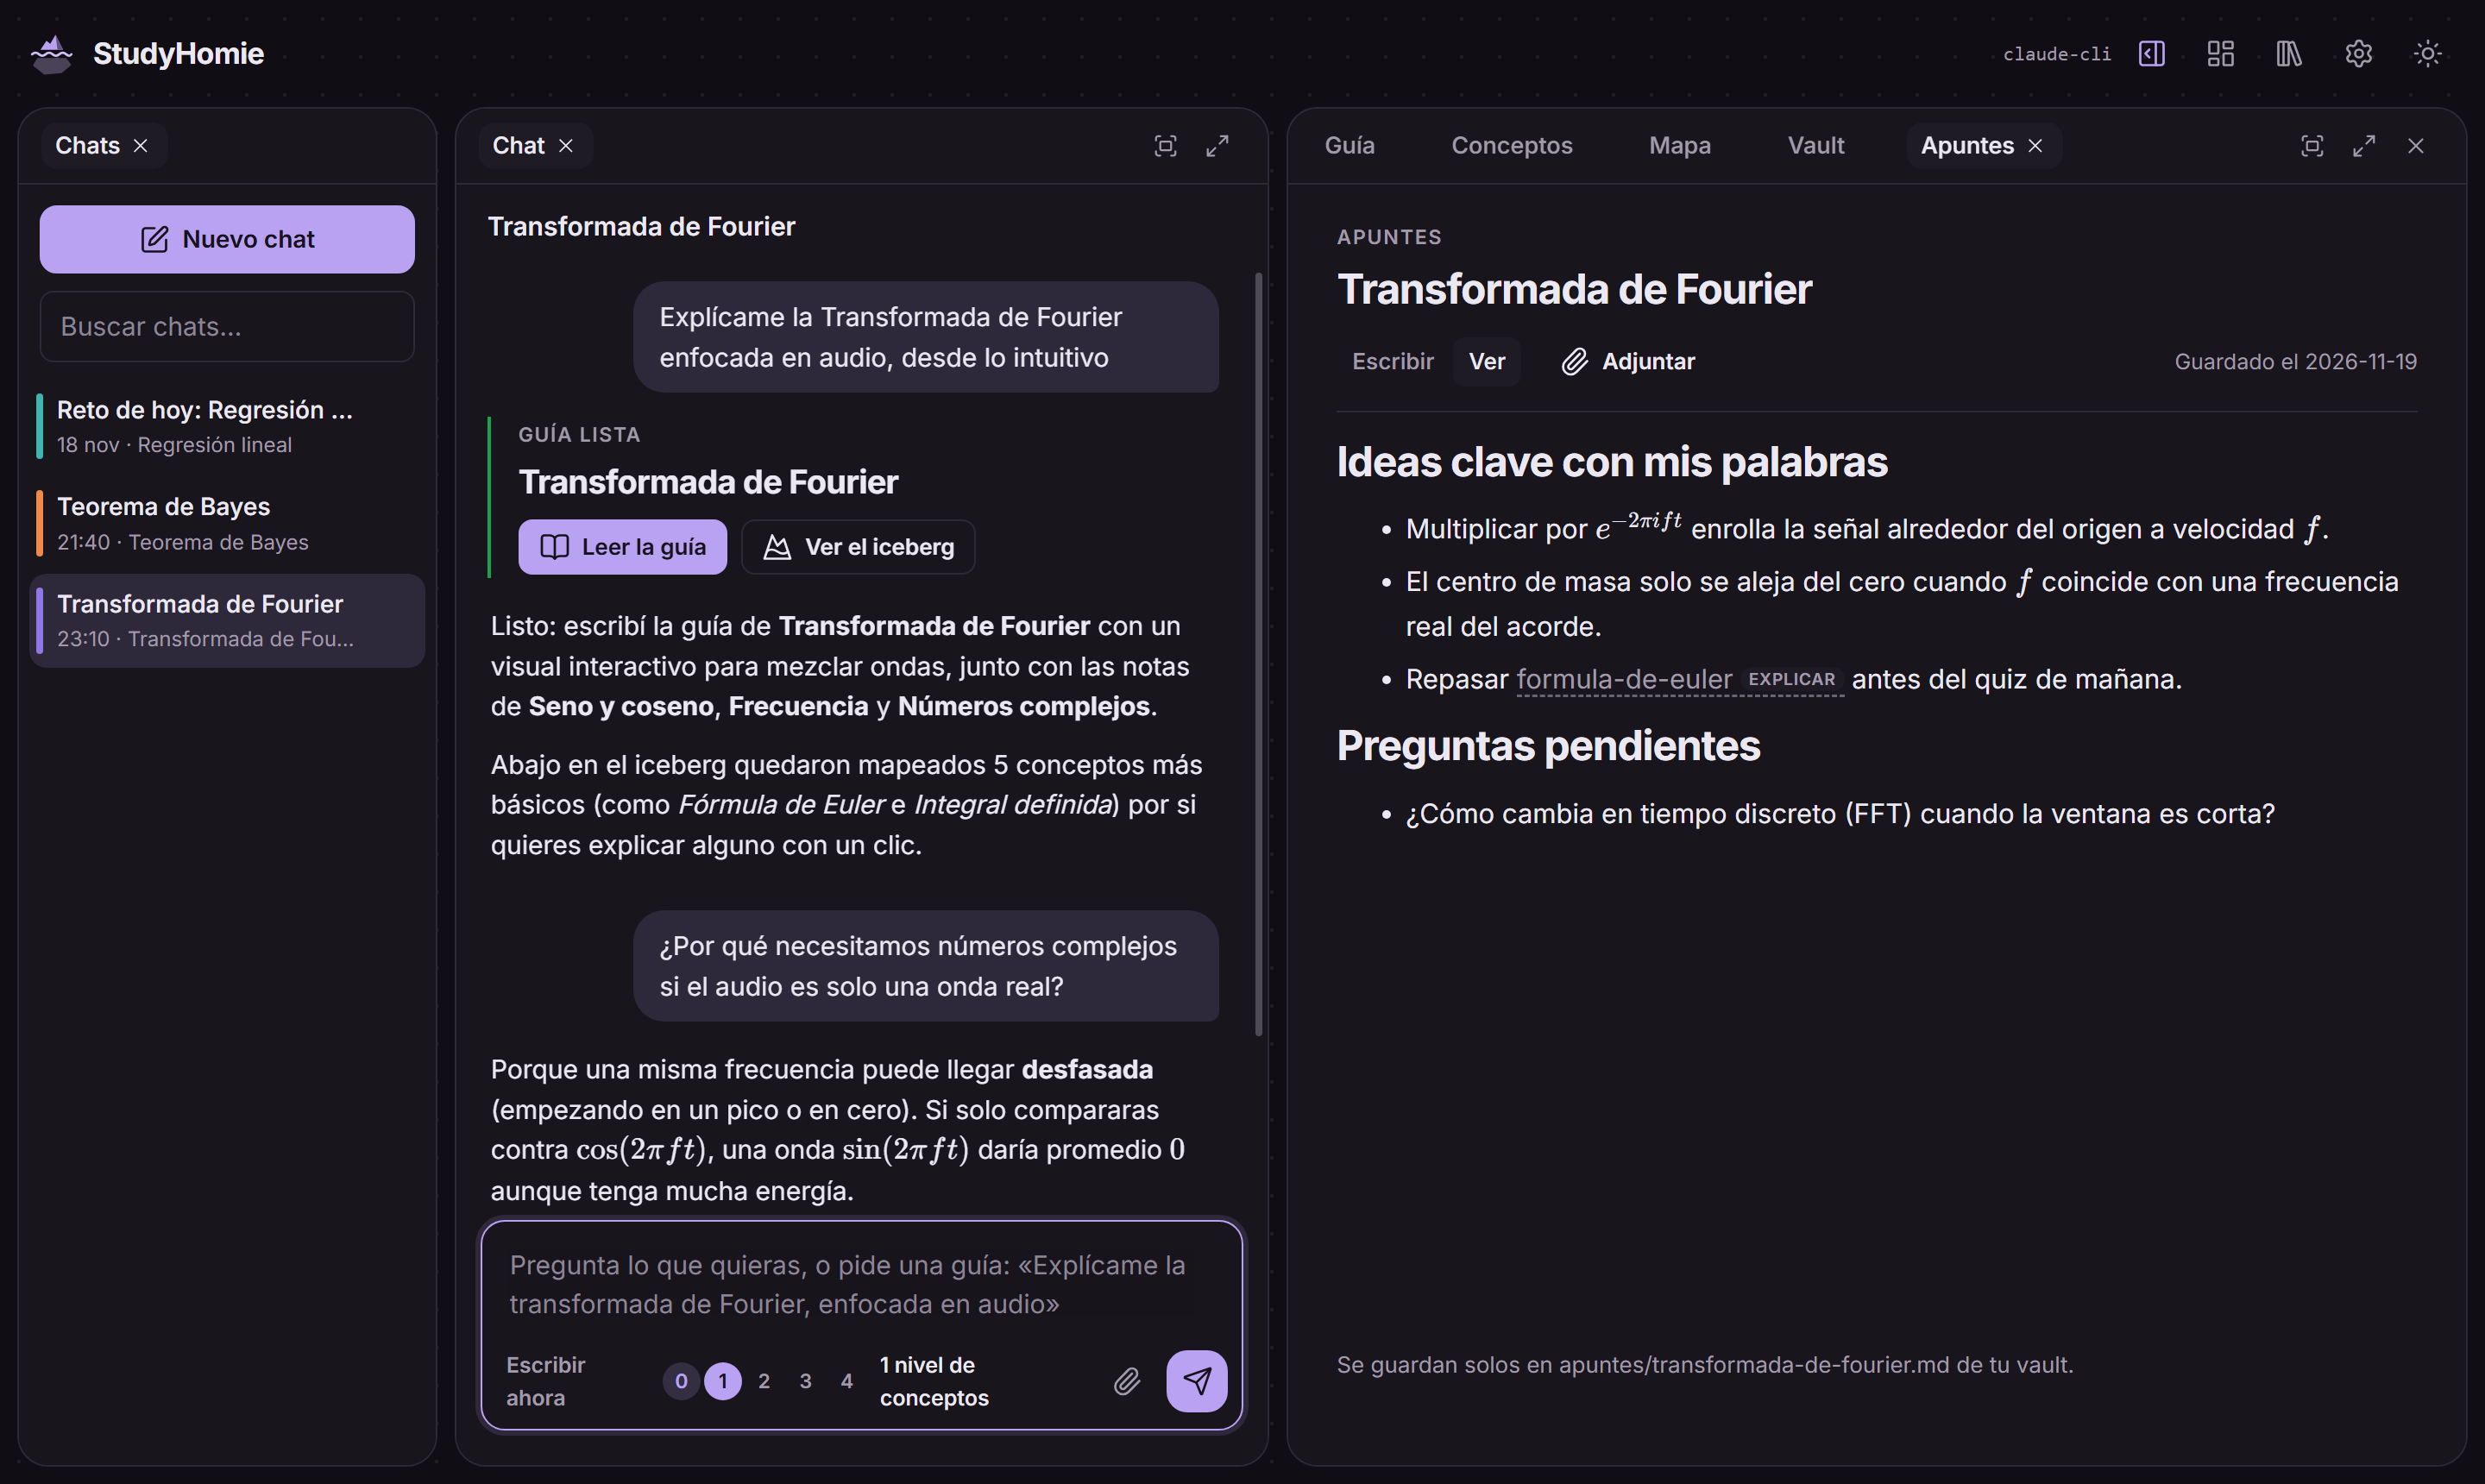 StudyHomie
claude-cli
Chats
Nuevo chat
Buscar chats...
Reto de hoy: Regresión ...
18 nov · Regresión lineal
Teorema de Bayes
21:40 · Teorema de Bayes
Transformada de Fourier
23:10 · Transformada de Fou...
Chat
Transformada de Fourier
Explícame la Transformada de Fourier
enfocada en audio, desde lo intuitivo
GUÍA LISTA
Transformada de Fourier
Leer la guía
Ver el iceberg
Listo: escribí la guía de Transformada de Fourier con un
visual interactivo para mezclar ondas, junto con las notas
de Seno y coseno, Frecuencia y Números complejos.
Abajo en el iceberg quedaron mapeados 5 conceptos más
básicos (como Fórmula de Euler e Integral definida) por si
quieres explicar alguno con un clic.
¿Por qué necesitamos números complejos
si el audio es solo una onda real?
Porque una misma frecuencia puede llegar desfasada
(empezando en un pico o en cero). Si solo compararas
contra cos(2πft), una onda sin(2πft) daría promedio 0
aunque tenga mucha energía.
Pregunta lo que quieras, o pide una guía: «Explícame la
transformada de Fourier, enfocada en audio»
Escribir
ahora
0 1 2 3 4
1 nivel de
conceptos
Guía Conceptos Mapa Vault Apuntes
APUNTES
Transformada de Fourier
Escribir Ver Adjuntar
Guardado el 2026-11-19
Ideas clave con mis palabras
• Multiplicar por e^{-2πift} enrolla la señal alrededor del origen a velocidad f.
• El centro de masa solo se aleja del cero cuando f coincide con una frecuencia
real del acorde.
• Repasar formula-de-euler EXPLICAR antes del quiz de mañana.
Preguntas pendientes
• ¿Cómo cambia en tiempo discreto (FFT) cuando la ventana es corta?
Se guardan solos en apuntes/transformada-de-fourier.md de tu vault.